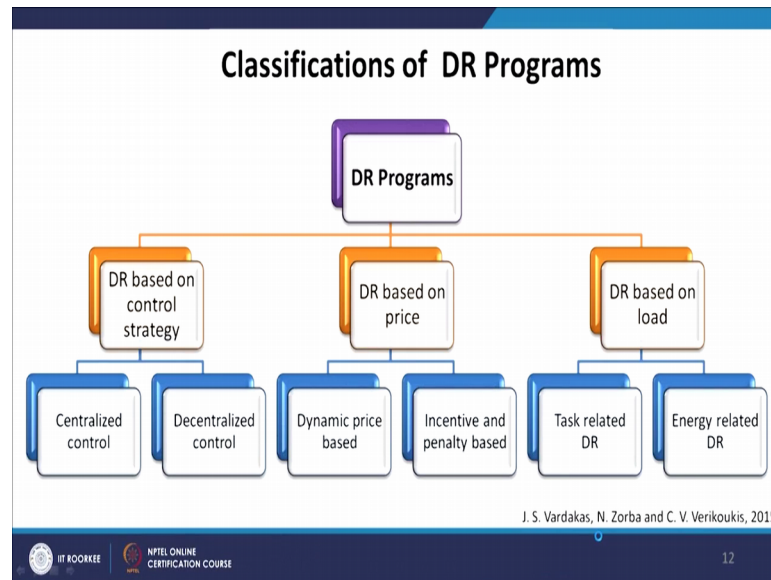 Classifications of DR Programs
DR Programs
DR based on
control
strategy
DR based on
price
DR based on
load
Centralized
control
Decentralized
control
Dynamic price
based
Incentive and
penalty based
Task related
DR
Energy related
DR
J. S. Vardakas, N. Zorba and C. V. Verikoukis, 201
IIT ROORKEE
NPTEL ONLINE
CERTIFICATION COURSE
12